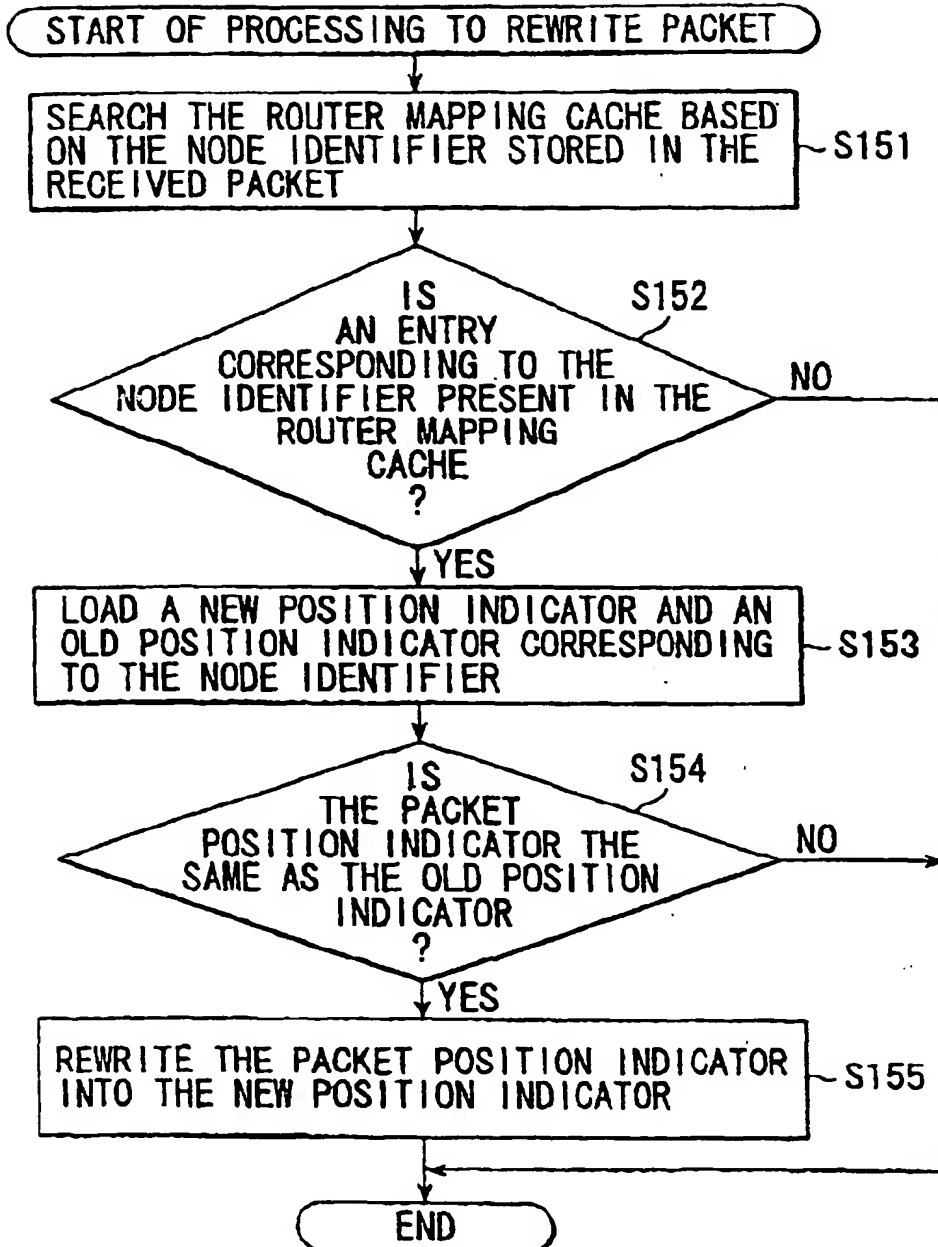 START OF PROCESSING TO REWRITE PACKET
SEARCH THE ROUTER MAPPING CACHE BASED
ON THE NODE IDENTIFIER STORED IN THE
RECEIVED PACKET
S151
IS
AN ENTRY
CORRESPONDING TO THE
NODE IDENTIFIER PRESENT IN THE
ROUTER MAPPING
CACHE
?
S152
NO
YES
LOAD A NEW POSITION INDICATOR AND AN
OLD POSITION INDICATOR CORRESPONDING
TO THE NODE IDENTIFIER
S153
IS
THE PACKET
POSITION INDICATOR THE
SAME AS THE OLD POSITION
INDICATOR
?
S154
NO
YES
REWRITE THE PACKET POSITION INDICATOR
INTO THE NEW POSITION INDICATOR
S155
END